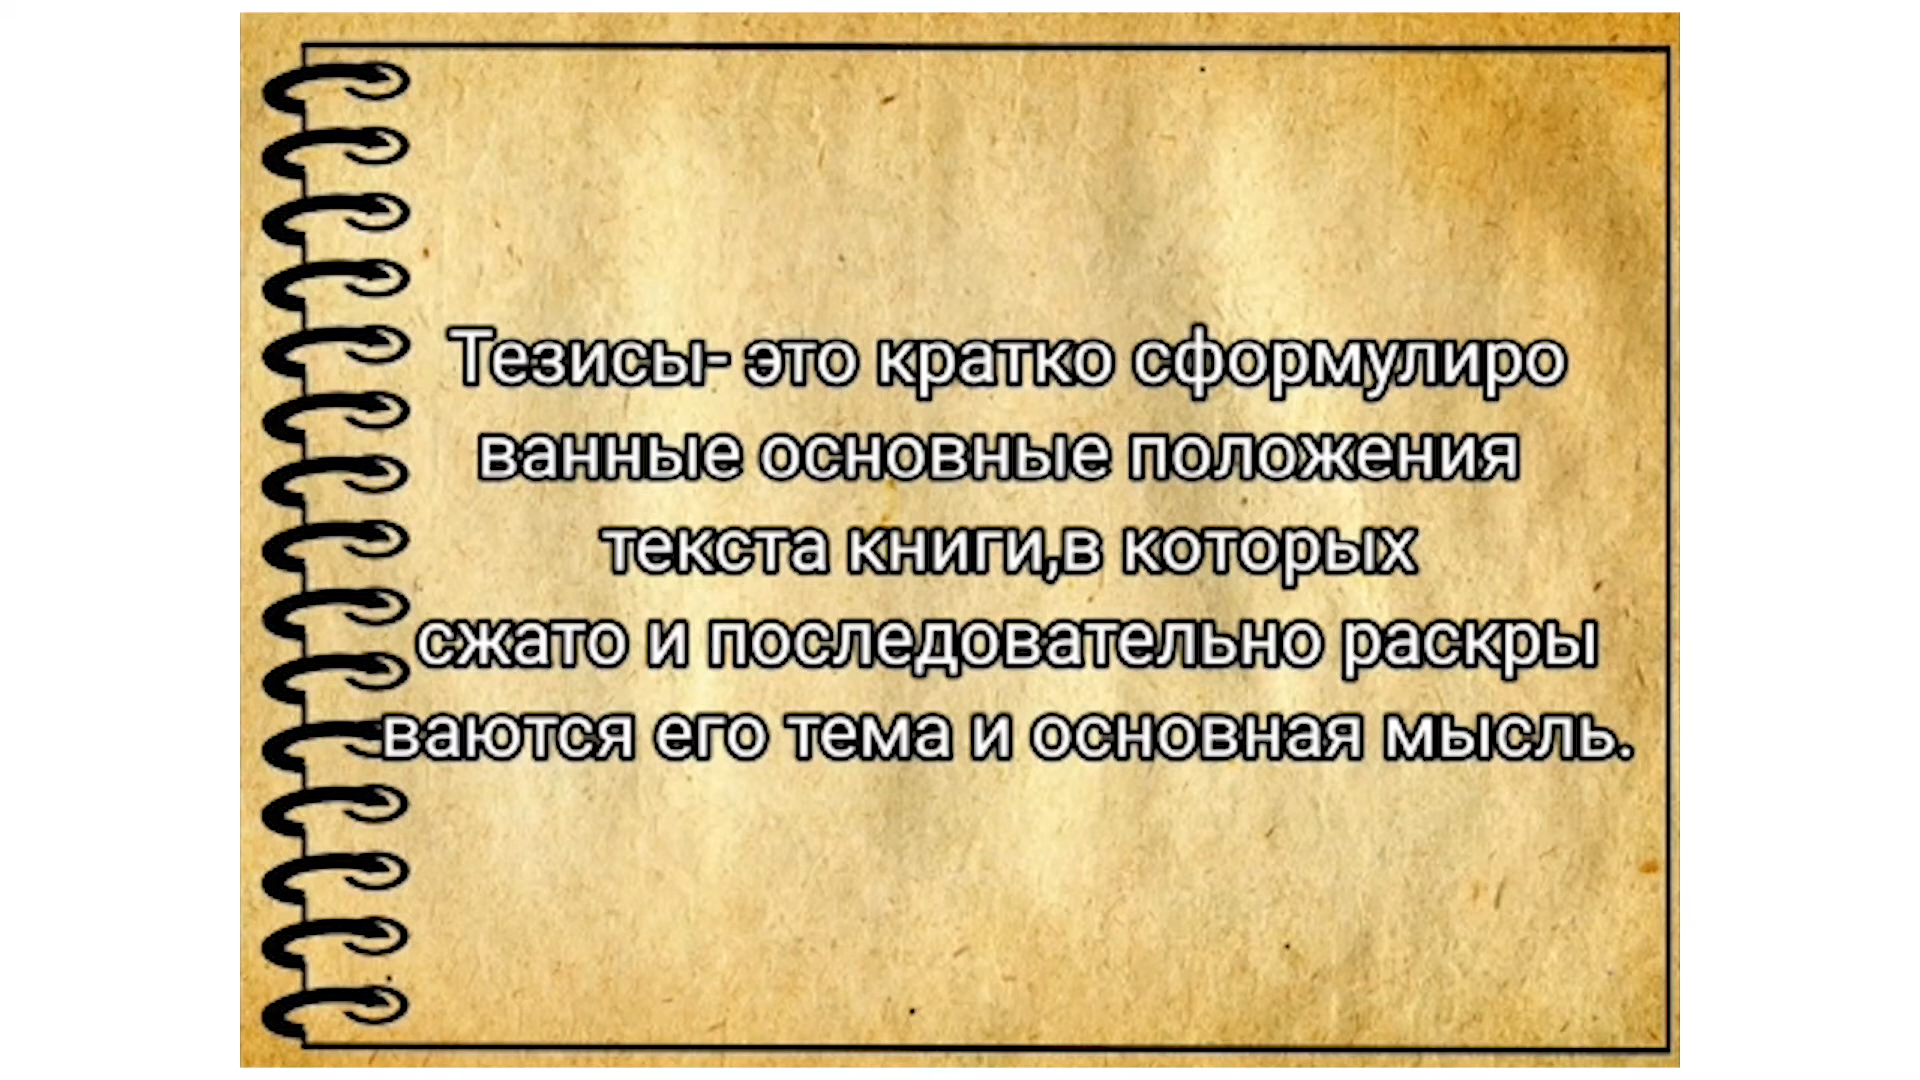 Тезисы- это кратко сформулиро
ванные основные положения
текста книги,в которых
сжато и последовательно раскры
ваются его тема и основная мысль.